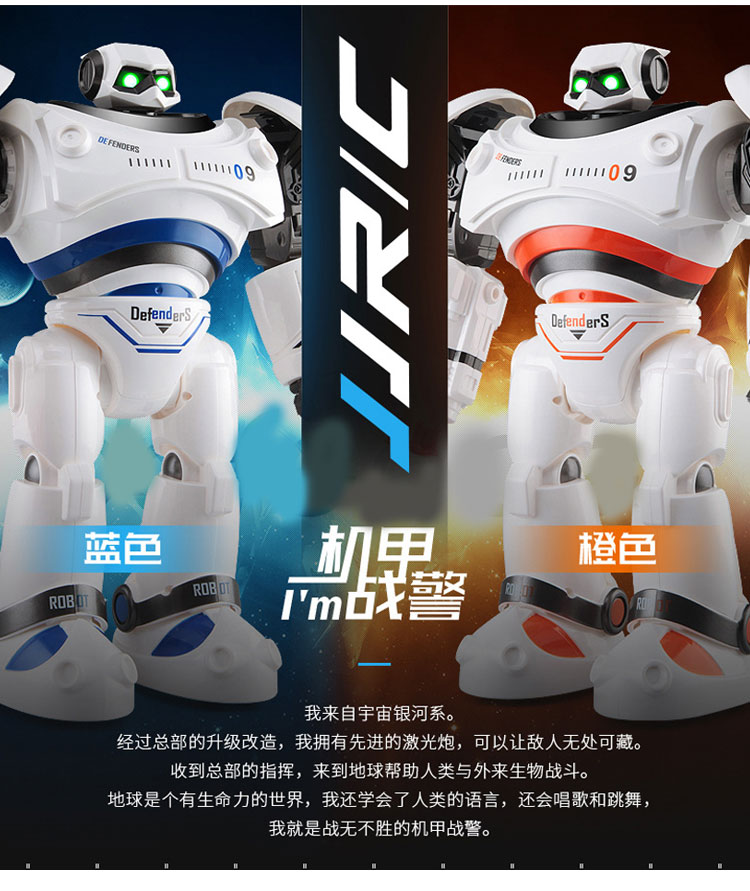 DEFENDERS
09
DEFENDERS
09
JJR/C
DefenderS
DefenderS
蓝色
机甲
橙色
I'm战警
ROBOT
ROBOT
ROBOT
ROBOT
我来自宇宙银河系。
经过总部的升级改造，我拥有先进的激光炮，可以让敌人无处可藏。
收到总部的指挥，来到地球帮助人类与外来生物战斗。
地球是个有生命力的世界，我还学会了人类的语言，还会唱歌和跳舞，
我就是战无不胜的机甲战警。